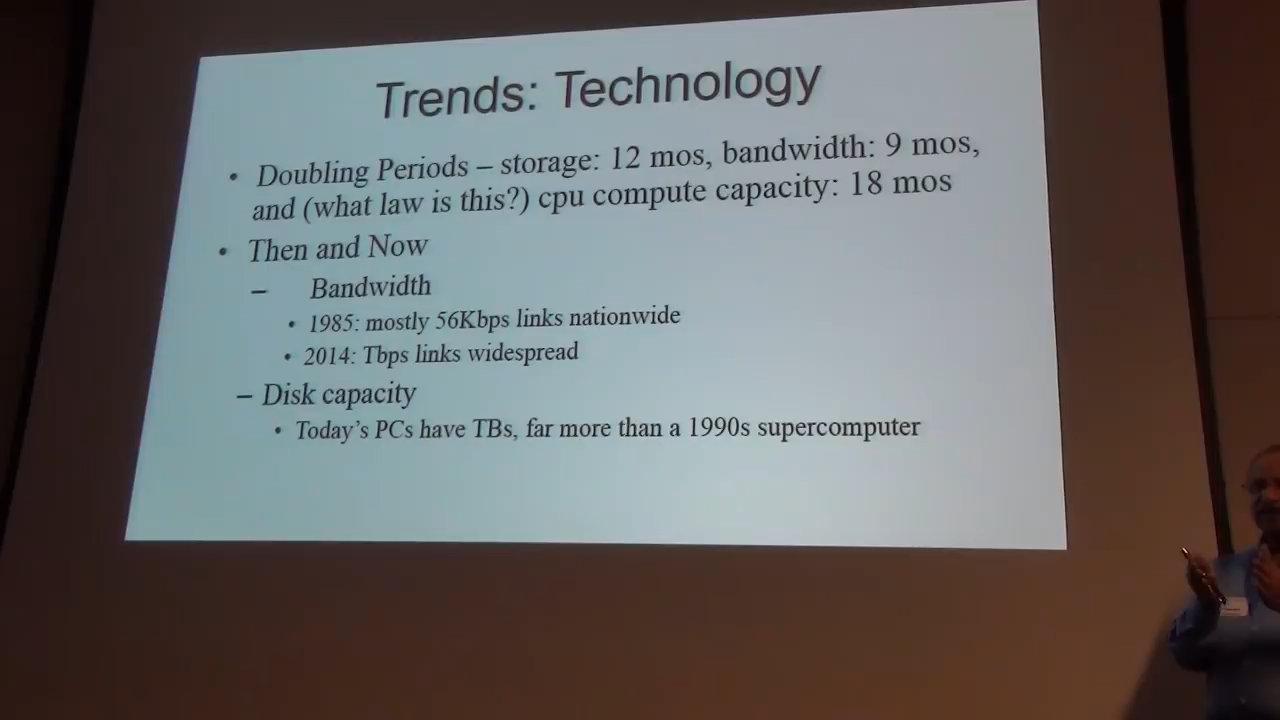 Trends: Technology
• Doubling Periods – storage: 12 mos, bandwidth: 9 mos,
and (what law is this?) cpu compute capacity: 18 mos
• Then and Now
– Bandwidth
• 1985: mostly 56Kbps links nationwide
• 2014: Tbps links widespread
– Disk capacity
• Today's PCs have TBs, far more than a 1990s supercomputer